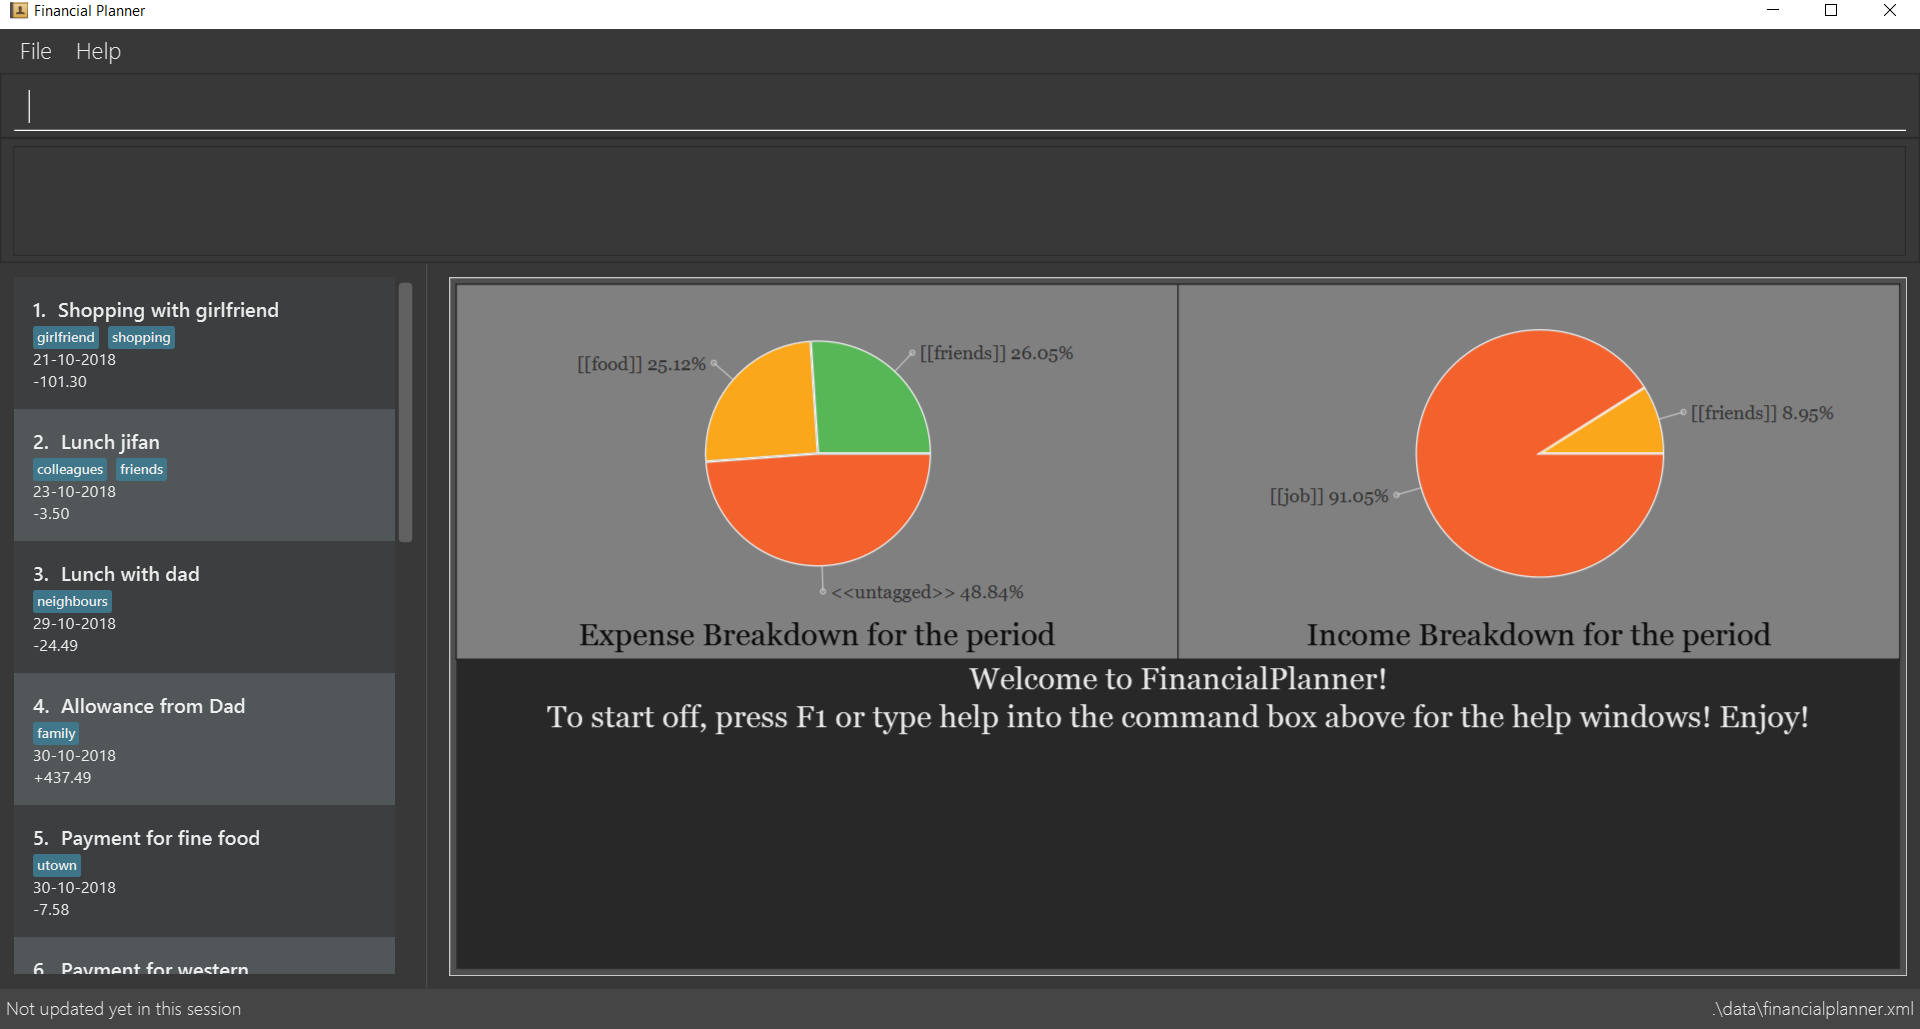 Financial Planner
File Help
1. Shopping with girlfriend
girlfriend shopping
21-10-2018
-101.30
2. Lunch jifan
colleagues friends
23-10-2018
-3.50
3. Lunch with dad
neighbours
29-10-2018
-24.49
4. Allowance from Dad
family
30-10-2018
+437.49
5. Payment for fine food
utown
30-10-2018
-7.58
6. Payment for western
[[food]] 25.12%
[[friends]] 26.05%
<<untagged>> 48.84%
Expense Breakdown for the period
[[friends]] 8.95%
[[job]] 91.05%
Income Breakdown for the period
Welcome to FinancialPlanner!
To start off, press F1 or type help into the command box above for the help windows! Enjoy!
Not updated yet in this session
.\data\financialplanner.xml